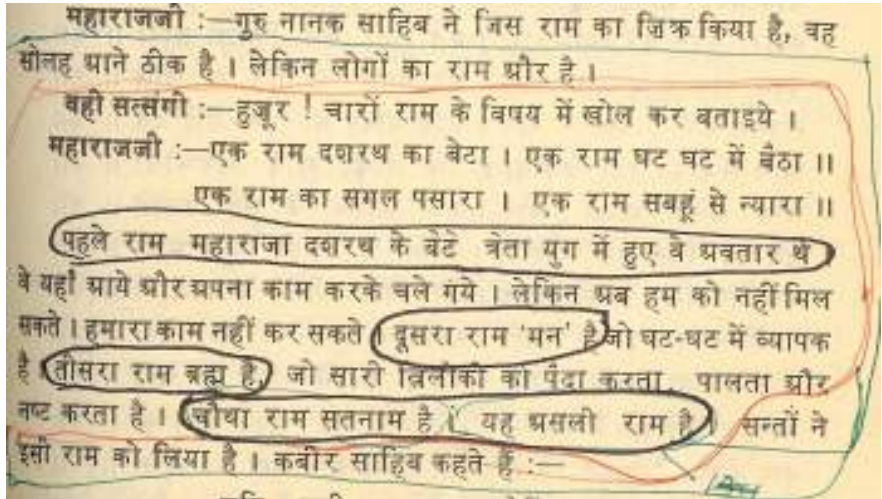 महाराजजी :—गुरु नानक साहिब ने जिस राम का ज़िक्र किया है, वह
सोलह आने ठीक है । लेकिन लोगों का राम और है ।
वही सत्संगी :—हुज़ूर ! चारों राम के विषय में खोल कर बताइये ।
महाराजजी :—एक राम दशरथ का बेटा । एक राम घट घट में बैठा ॥
एक राम का सगल पसारा । एक राम सबहूं से न्यारा ॥
पहले राम महाराजा दशरथ के बेटे त्रेता युग में हुए वे अवतार थे
वे यहाँ आये और अपना काम करके चले गये । लेकिन अब हम को नहीं मिल
सकते । हमारा काम नहीं कर सकते । दूसरा राम 'मन' है जो घट-घट में व्यापक
है । तीसरा राम ब्रह्म है, जो सारी त्रिलोकी को पैदा करता, पालता और
नष्ट करता है । चौथा राम सतनाम है । यह असली राम है । सन्तों ने
इसी राम को लिया है । कबीर साहिब कहते हैं :—